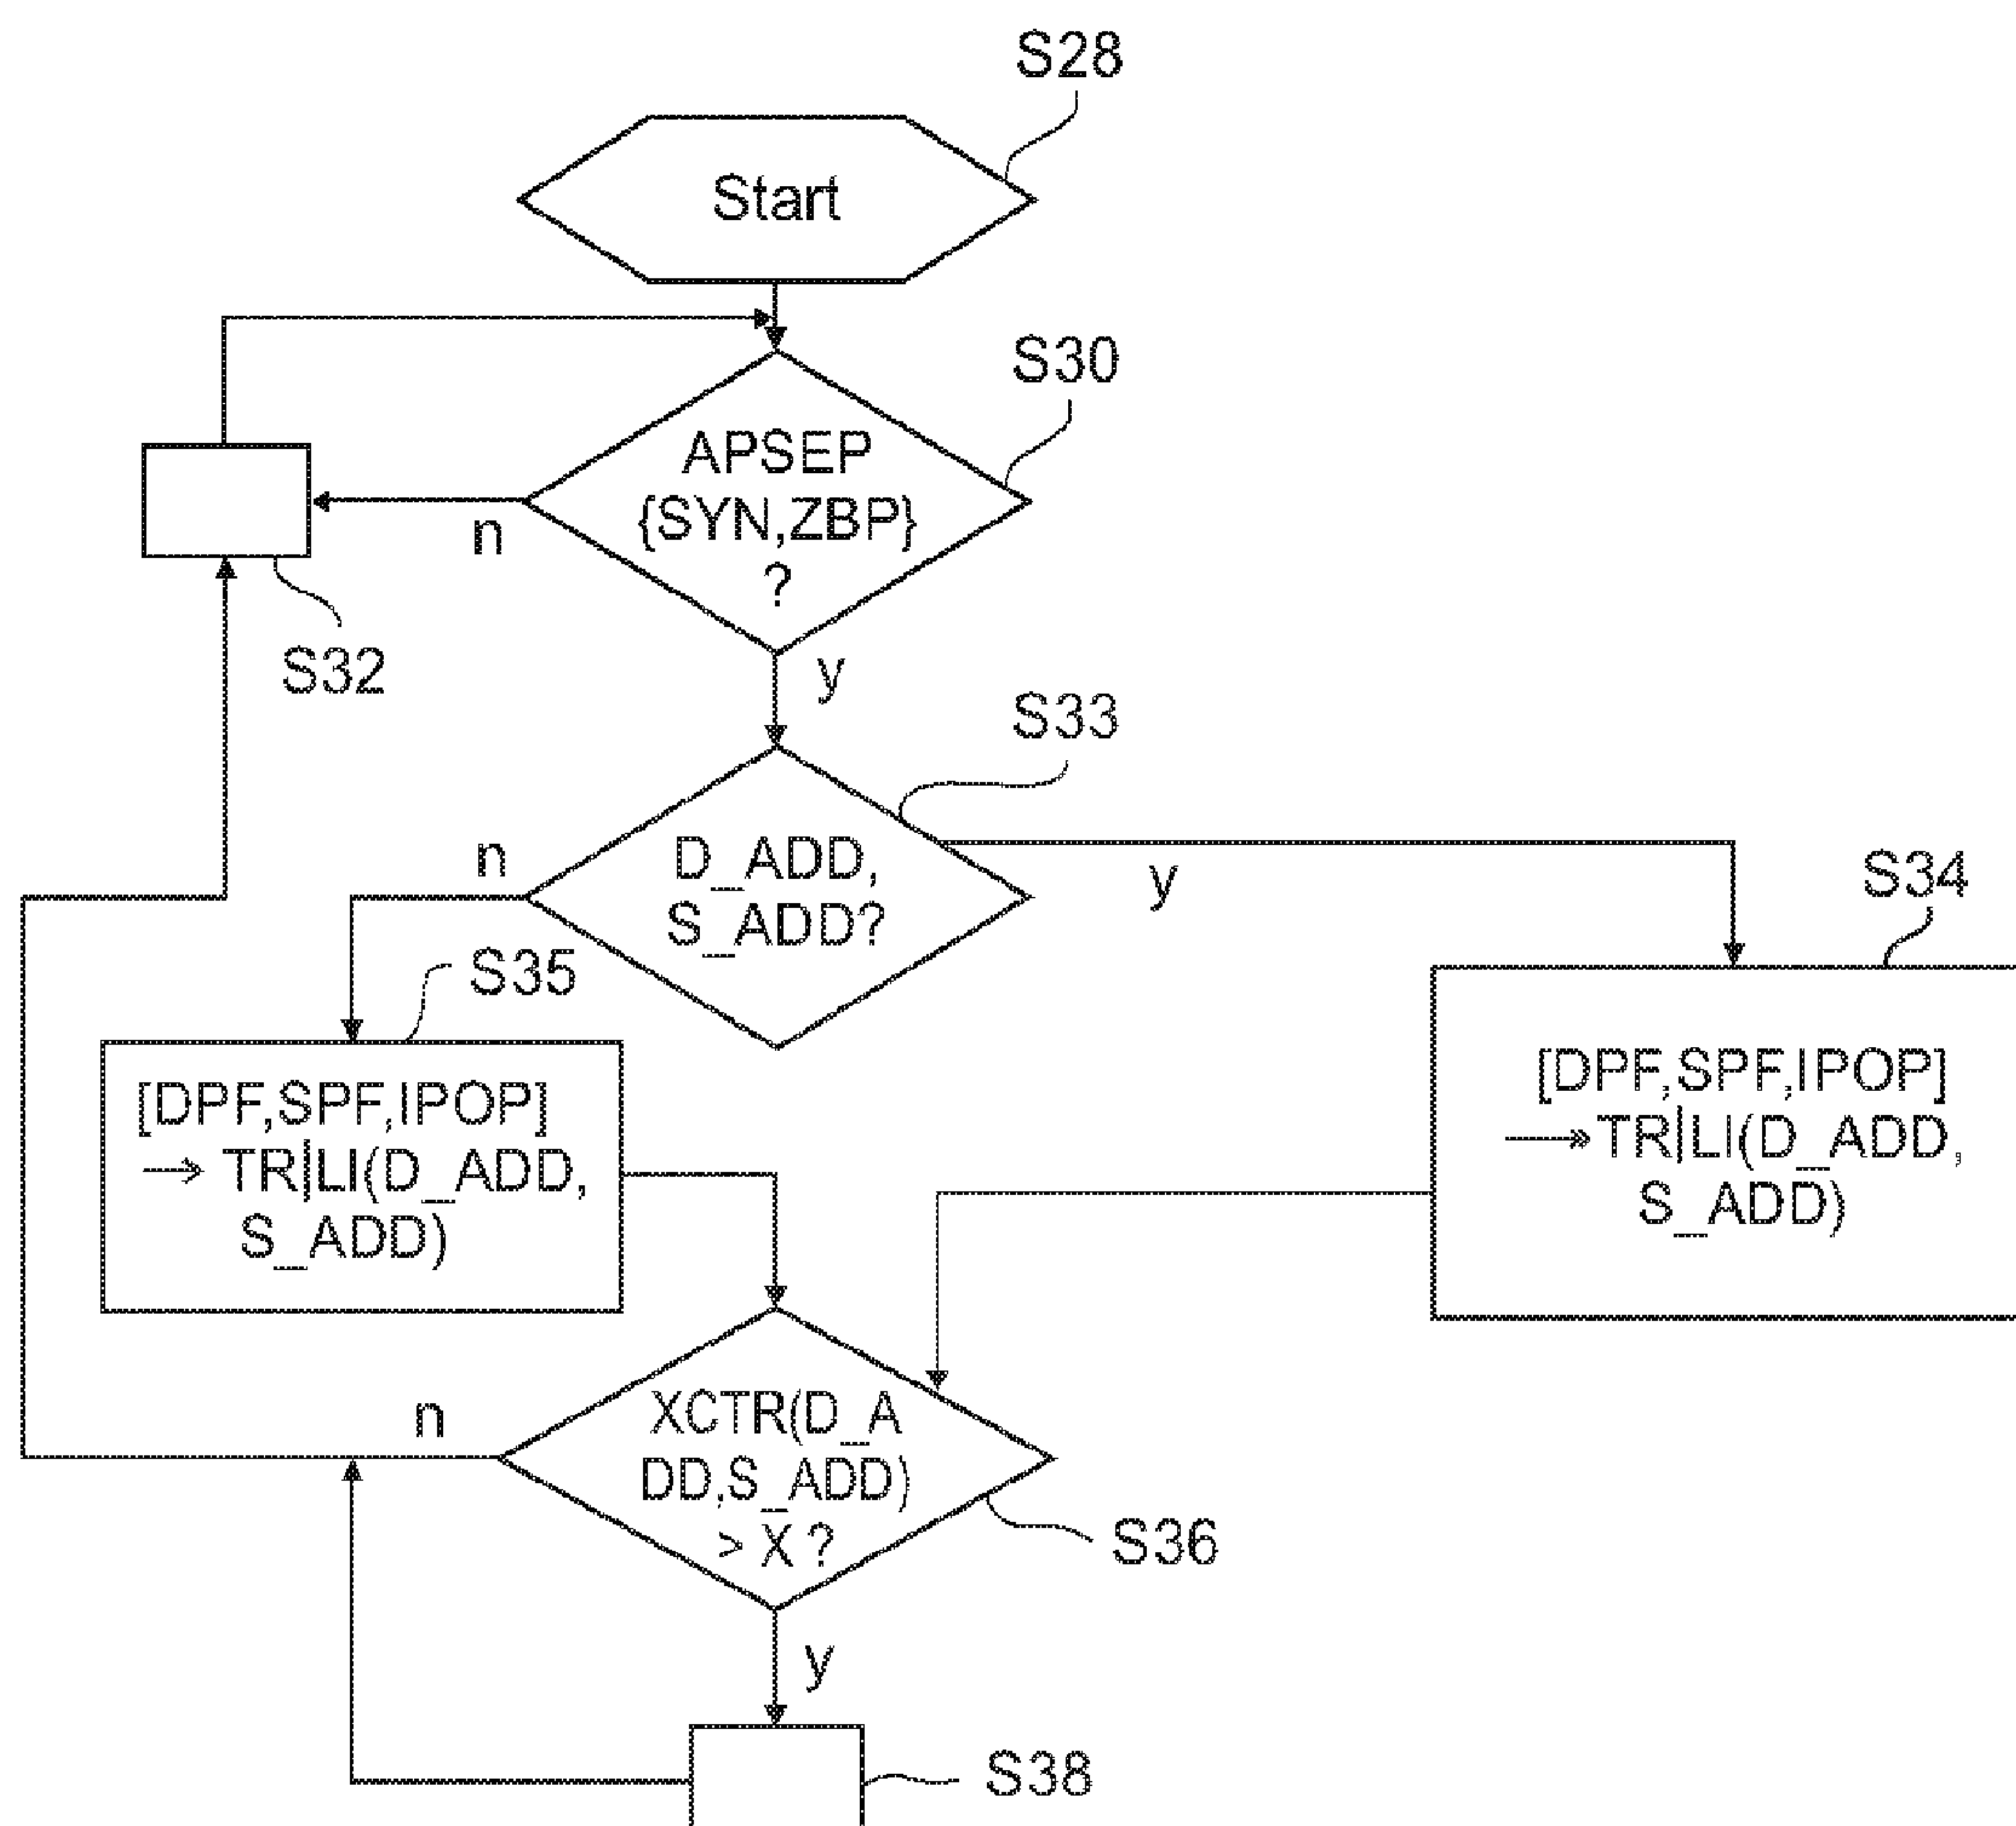 S28
Start
S30
APSEP
{SYN,ZBP}
?
n
S32
y
S33
n
D_ADD,
S_ADD?
y
S34
S35
[DPF,SPF,IPOP]
→ TR|LI(D_ADD,
S_ADD)
[DPF,SPF,IPOP]
→TR|LI(D_ADD,
S_ADD)
n
XCTR(D_A
DD,S_ADD)
> X ?
S36
y
S38